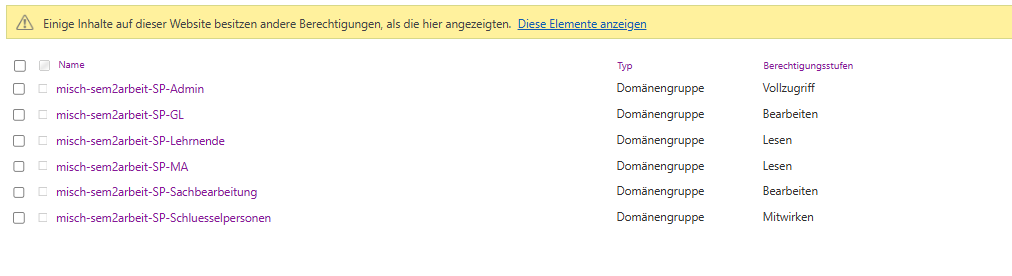 Einige Inhalte auf dieser Website besitzen andere Berechtigungen, als die hier angezeigten. Diese Elemente anzeigen
Name Typ Berechtigungsstufen
misch-sem2arbeit-SP-Admin Domänengruppe Vollzugriff
misch-sem2arbeit-SP-GL Domänengruppe Bearbeiten
misch-sem2arbeit-SP-Lehrnende Domänengruppe Lesen
misch-sem2arbeit-SP-MA Domänengruppe Lesen
misch-sem2arbeit-SP-Sachbearbeitung Domänengruppe Bearbeiten
misch-sem2arbeit-SP-Schluesselpersonen Domänengruppe Mitwirken